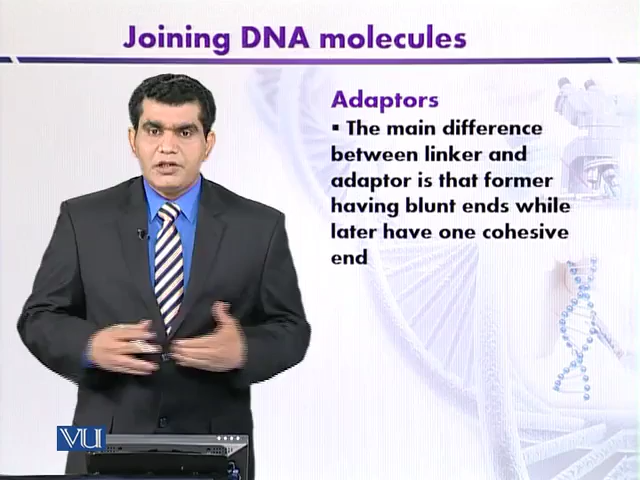 Joining DNA molecules
Adaptors
▪ The main difference
between linker and
adaptor is that former
having blunt ends while
later have one cohesive
end
VU